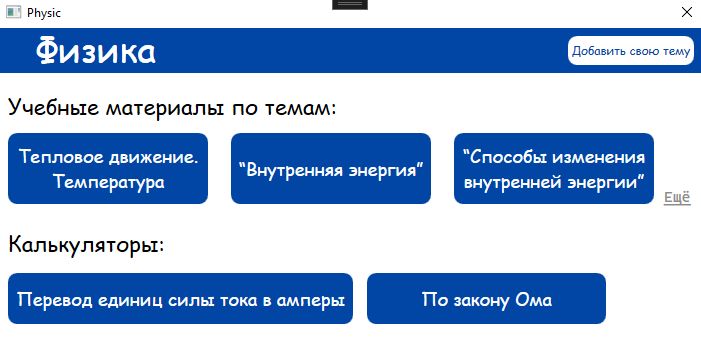 Physic
Физика
Добавить свою тему
Учебные материалы по темам:
Тепловое движение.
Температура
“Внутренняя энергия”
“Способы изменения
внутренней энергии”
Ещё
Калькуляторы:
Перевод единиц силы тока в амперы
По закону Ома